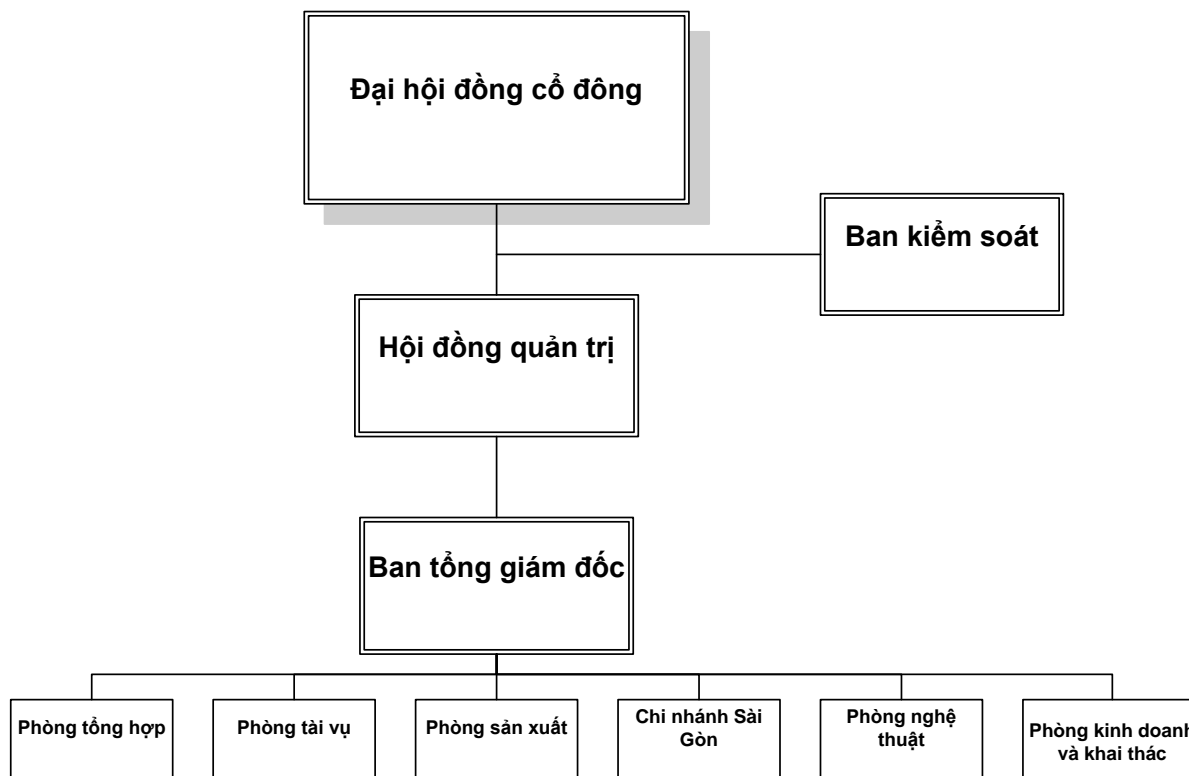 Đại hội đồng cổ đông
Ban kiểm soát
Hội đồng quản trị
Ban tổng giám đốc
Phòng tổng hợp
Phòng tài vụ
Phòng sản xuất
Chi nhánh Sài
Gòn
Phòng nghệ
thuật
Phòng kinh doanh
và khai thác